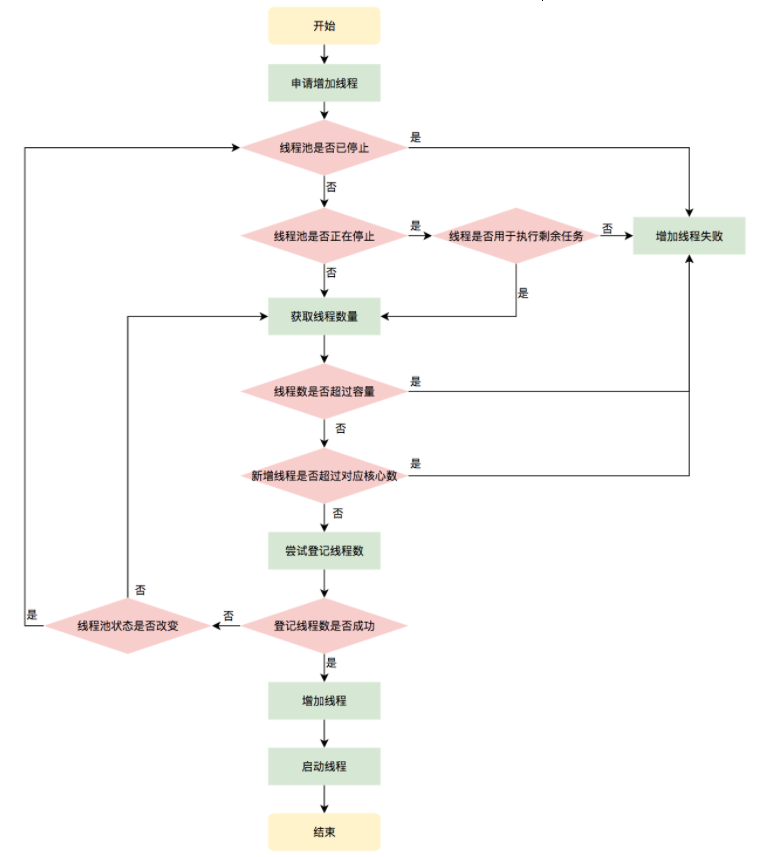 开始
申请增加线程
线程池是否已停止
是
否
线程池是否正在停止
是
线程是否用于执行剩余任务
否
增加线程失败
否
是
获取线程数量
线程数是否超过容量
是
否
新增线程是否超过对应核心数
是
否
尝试登记线程数
否
是
线程池状态是否改变
否
登记线程数是否成功
是
增加线程
启动线程
结束